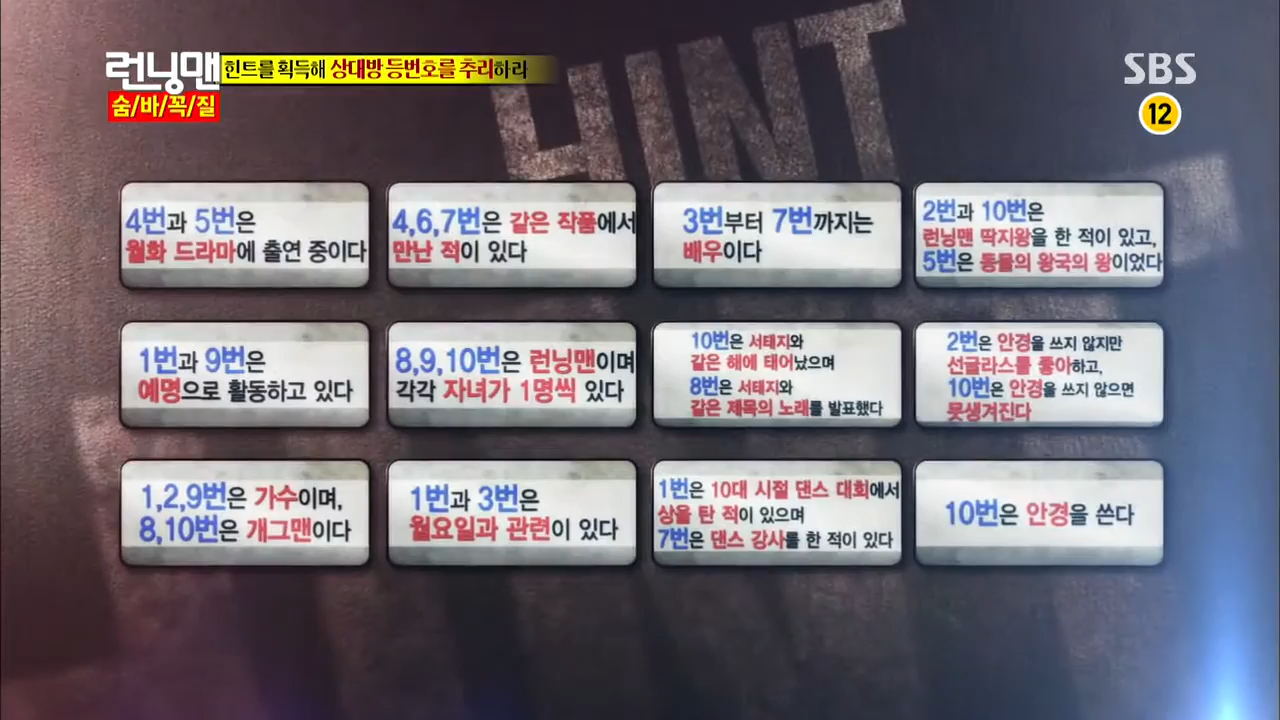 HINT
런닝맨
힌트를 획득해 상대방 등번호를 추리하라
숨/바/꼭/질
SBS
12
4번과 5번은
월화 드라마에 출연 중이다
4,6,7번은 같은 작품에서
만난 적이 있다
3번부터 7번까지는
배우이다
2번과 10번은
런닝맨 딱지왕을 한 적이 있고,
5번은 동물의 왕국의 왕이었다
1번과 9번은
예명으로 활동하고 있다
8,9,10번은 런닝맨이며
각각 자녀가 1명씩 있다
10번은 서태지와
같은 해에 태어났으며
8번은 서태지와
같은 제목의 노래를 발표했다
2번은 안경을 쓰지 않지만
선글라스를 좋아하고,
10번은 안경을 쓰지 않으면
못생겨진다
1,2,9번은 가수이며,
8,10번은 개그맨이다
1번과 3번은
월요일과 관련이 있다
1번은 10대 시절 댄스 대회에서
상을 탄 적이 있으며
7번은 댄스 강사를 한 적이 있다
10번은 안경을 쓴다